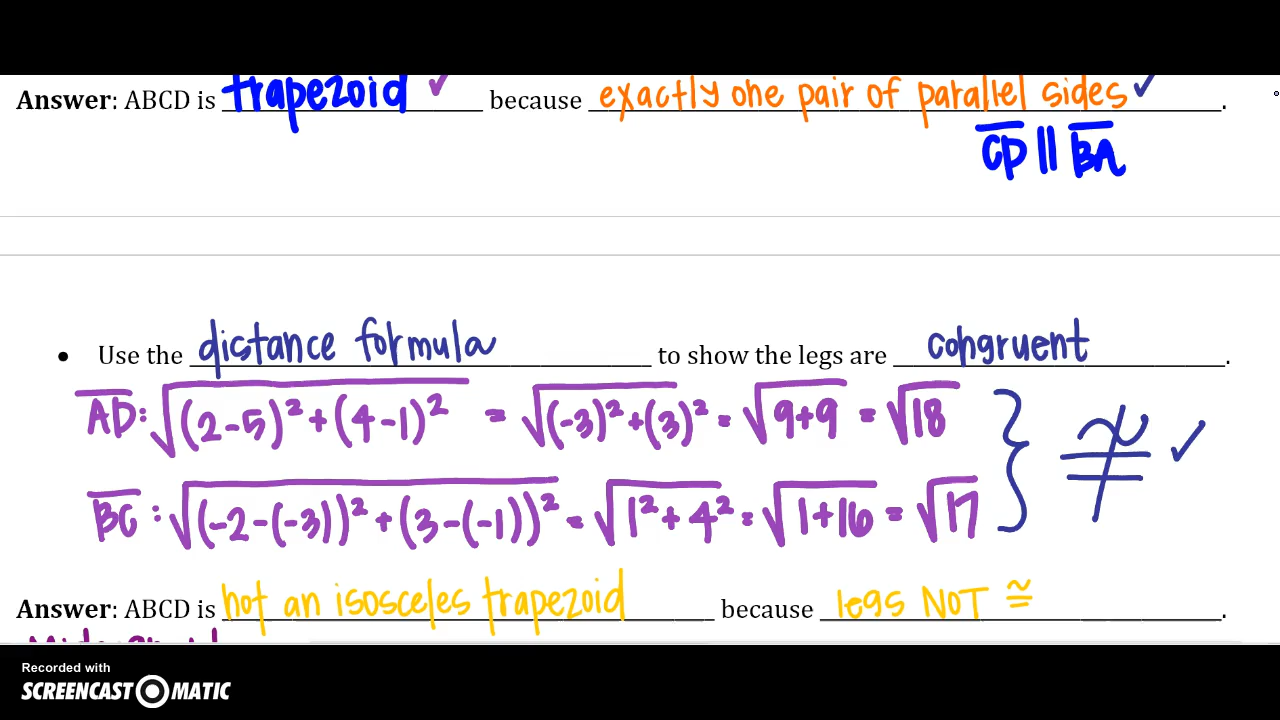 Answer: ABCD is trapezoid ✓ because exactly one pair of parallel sides ✓.
CD || BA
• Use the distance formula to show the legs are congruent.
AD: √(2-5)² + (4-1)² = √(-3)² + (3)² = √9+9 = √18
BC: √(-2-(-3))² + (3-(-1))² = √1² + 4² = √1+16 = √17 } ≇ ✓
Answer: ABCD is not an isosceles trapezoid because legs NOT ≅.
Recorded with
SCREENCAST O MATIC